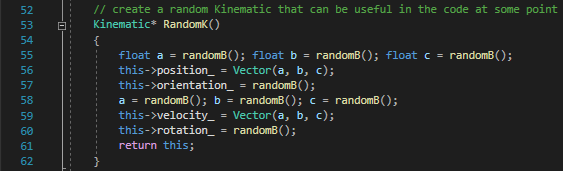 52 // create a random Kinematic that can be useful in the code at some point
53 Kinematic* RandomK()
54 {
55 float a = randomB(); float b = randomB(); float c = randomB();
56 this->position_ = Vector(a, b, c);
57 this->orientation_ = randomB();
58 a = randomB(); b = randomB(); c = randomB();
59 this->velocity_ = Vector(a, b, c);
60 this->rotation_ = randomB();
61 return this;
62 }